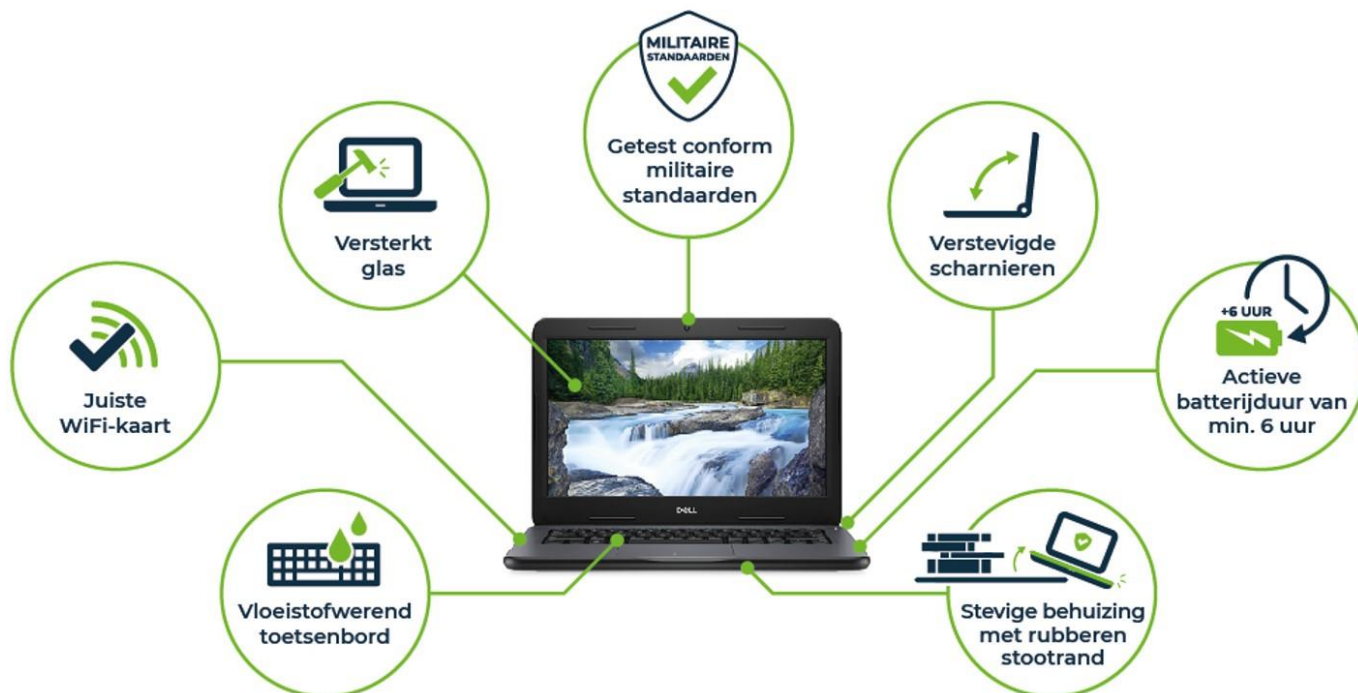 MILITAIRE
STANDAARDEN
Getest conform
militaire
standaarden
Versterkt
glas
Verstevigde
scharnieren
Juiste
WiFi-kaart
+6 UUR
Actieve
batterijduur van
min. 6 uur
DELL
Vloeistofwerend
toetsenbord
Stevige behuizing
met rubberen
stootrand